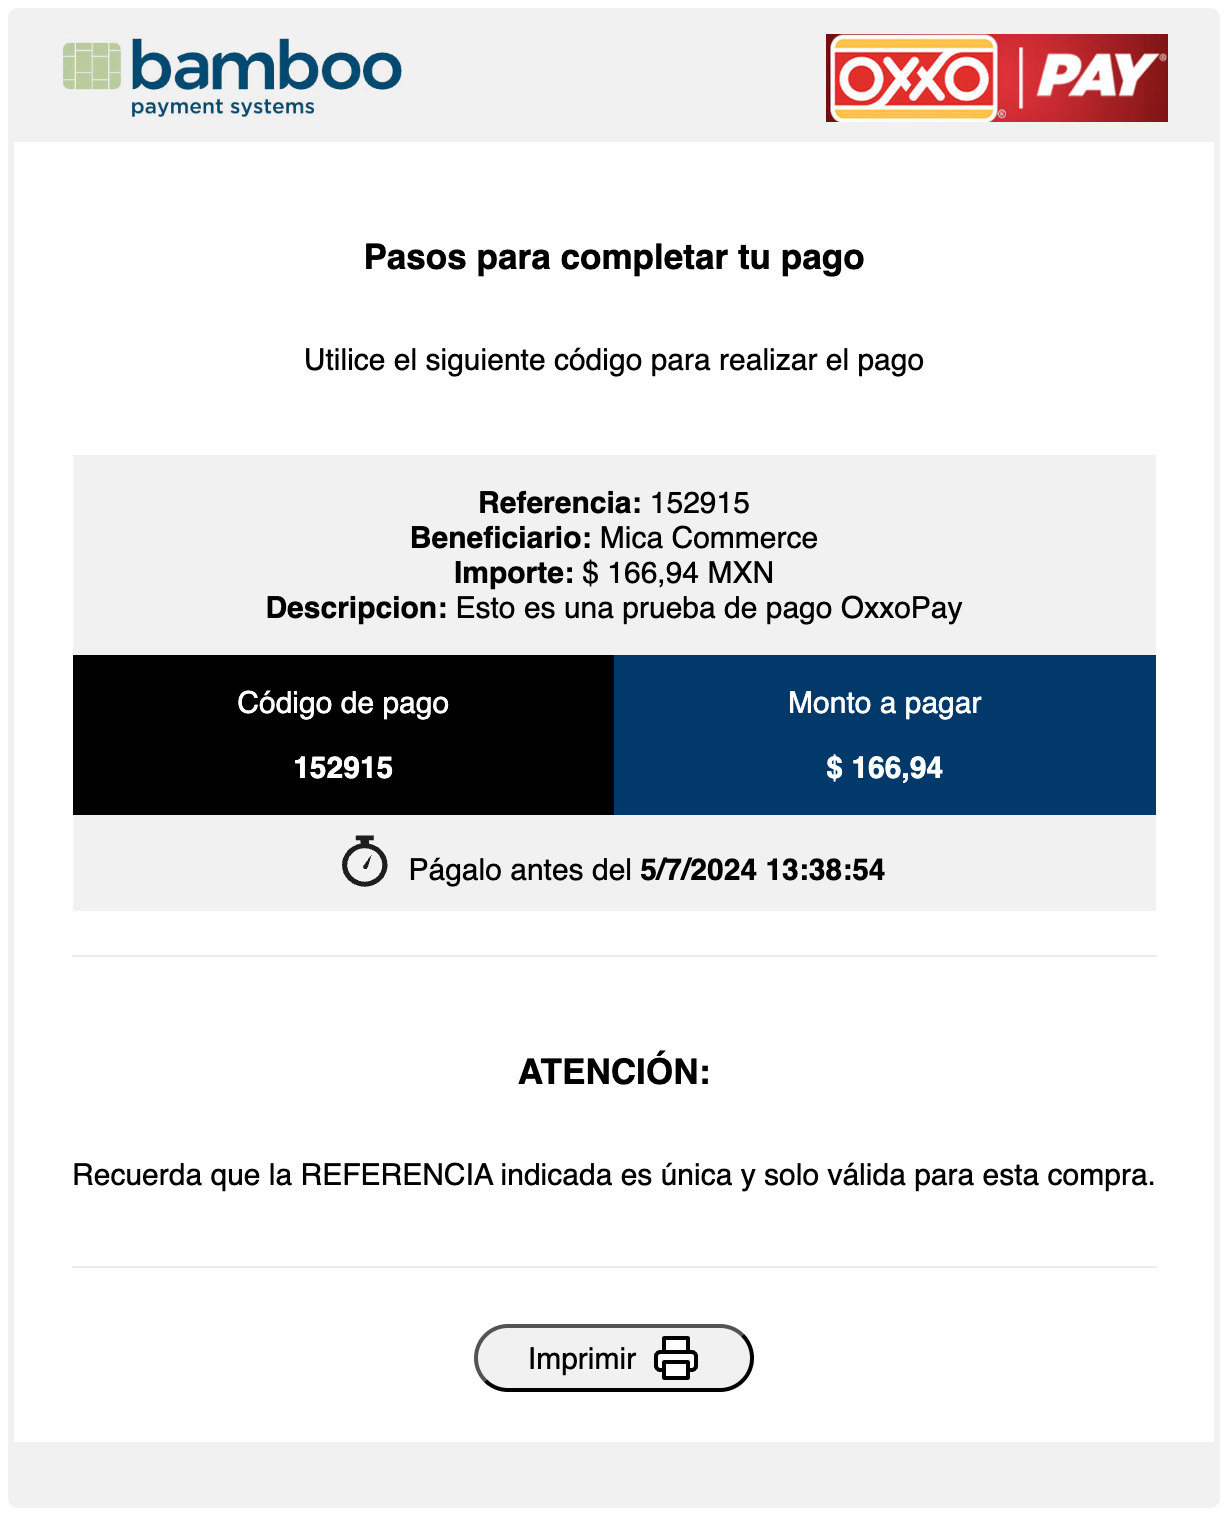 bamboo
payment systems
OXXO PAY
Pasos para completar tu pago
Utilice el siguiente código para realizar el pago
Referencia: 152915
Beneficiario: Mica Commerce
Importe: $ 166,94 MXN
Descripcion: Esto es una prueba de pago OxxoPay
Código de pago
152915
Monto a pagar
$ 166,94
Págalo antes del 5/7/2024 13:38:54
ATENCIÓN:
Recuerda que la REFERENCIA indicada es única y solo válida para esta compra.
Imprimir